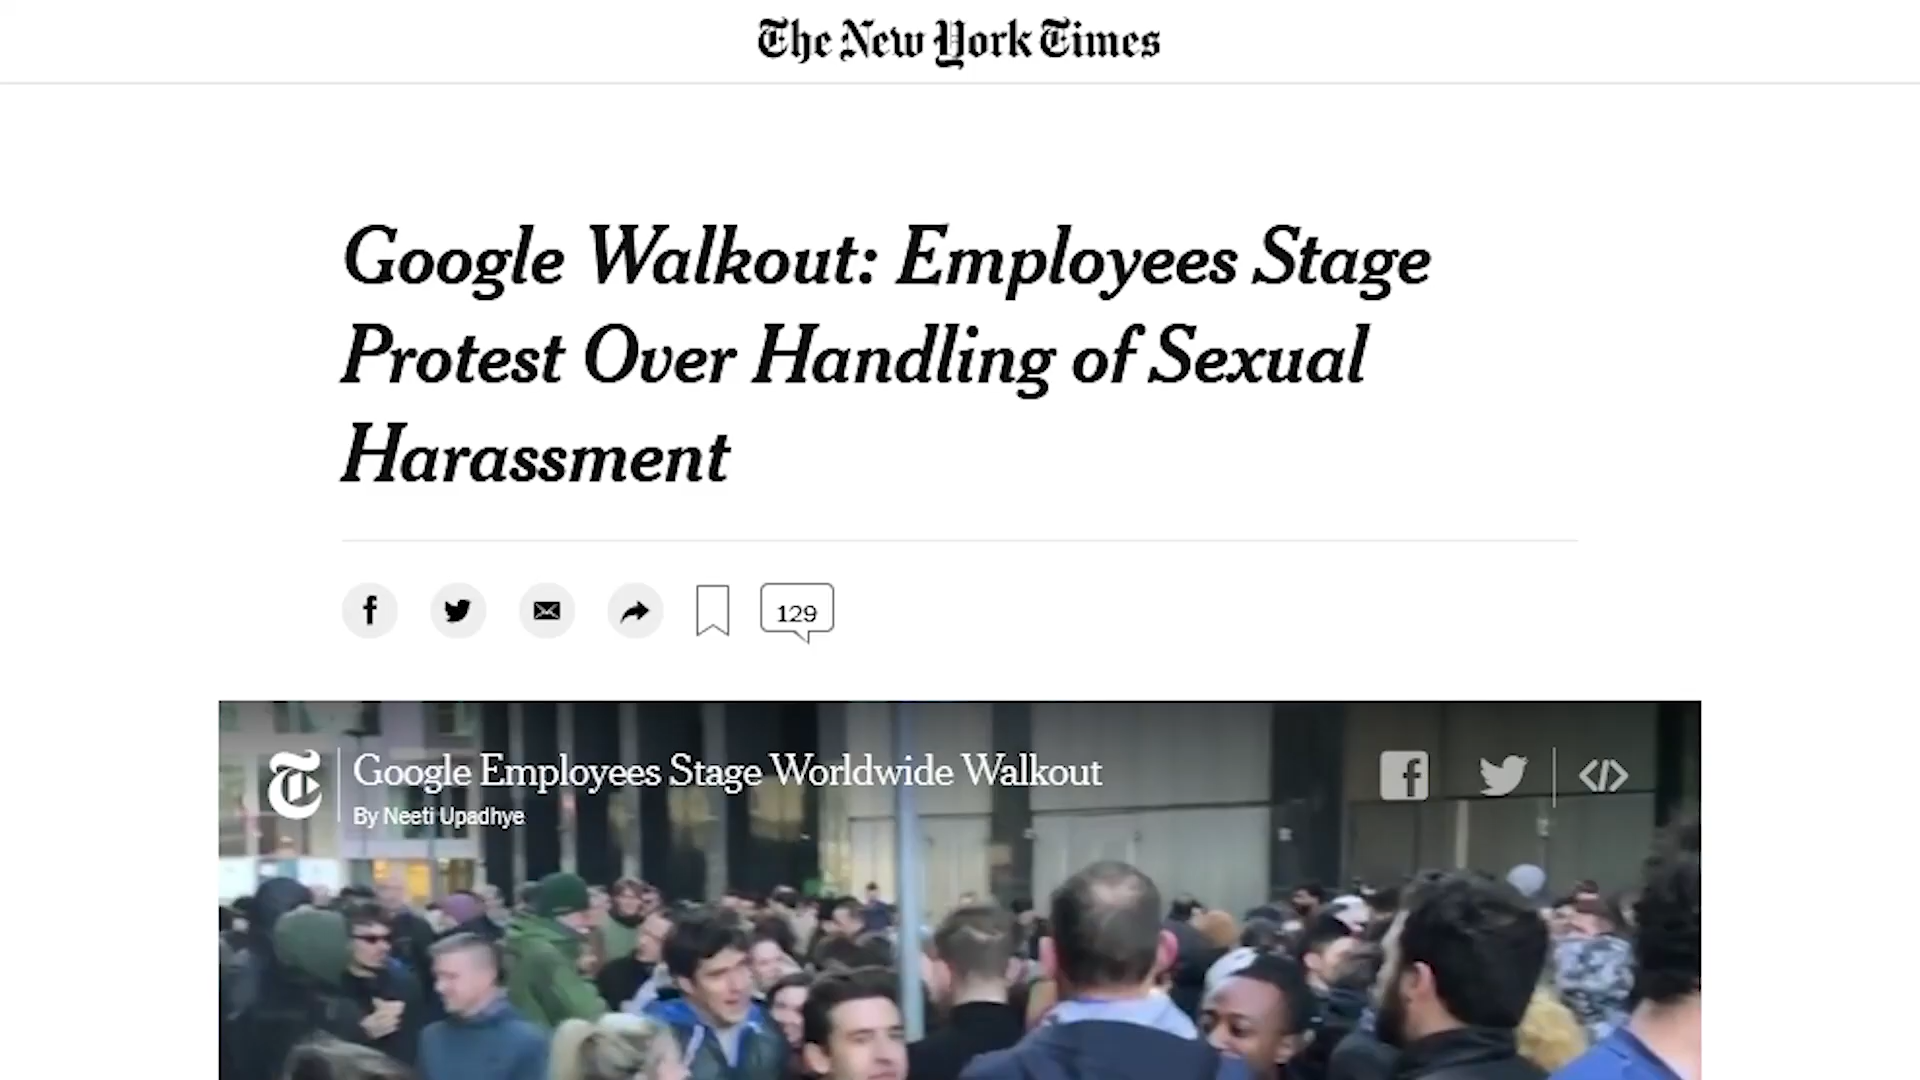 The New York Times
Google Walkout: Employees Stage
Protest Over Handling of Sexual
Harassment
129
Google Employees Stage Worldwide Walkout
By Neeti Upadhye